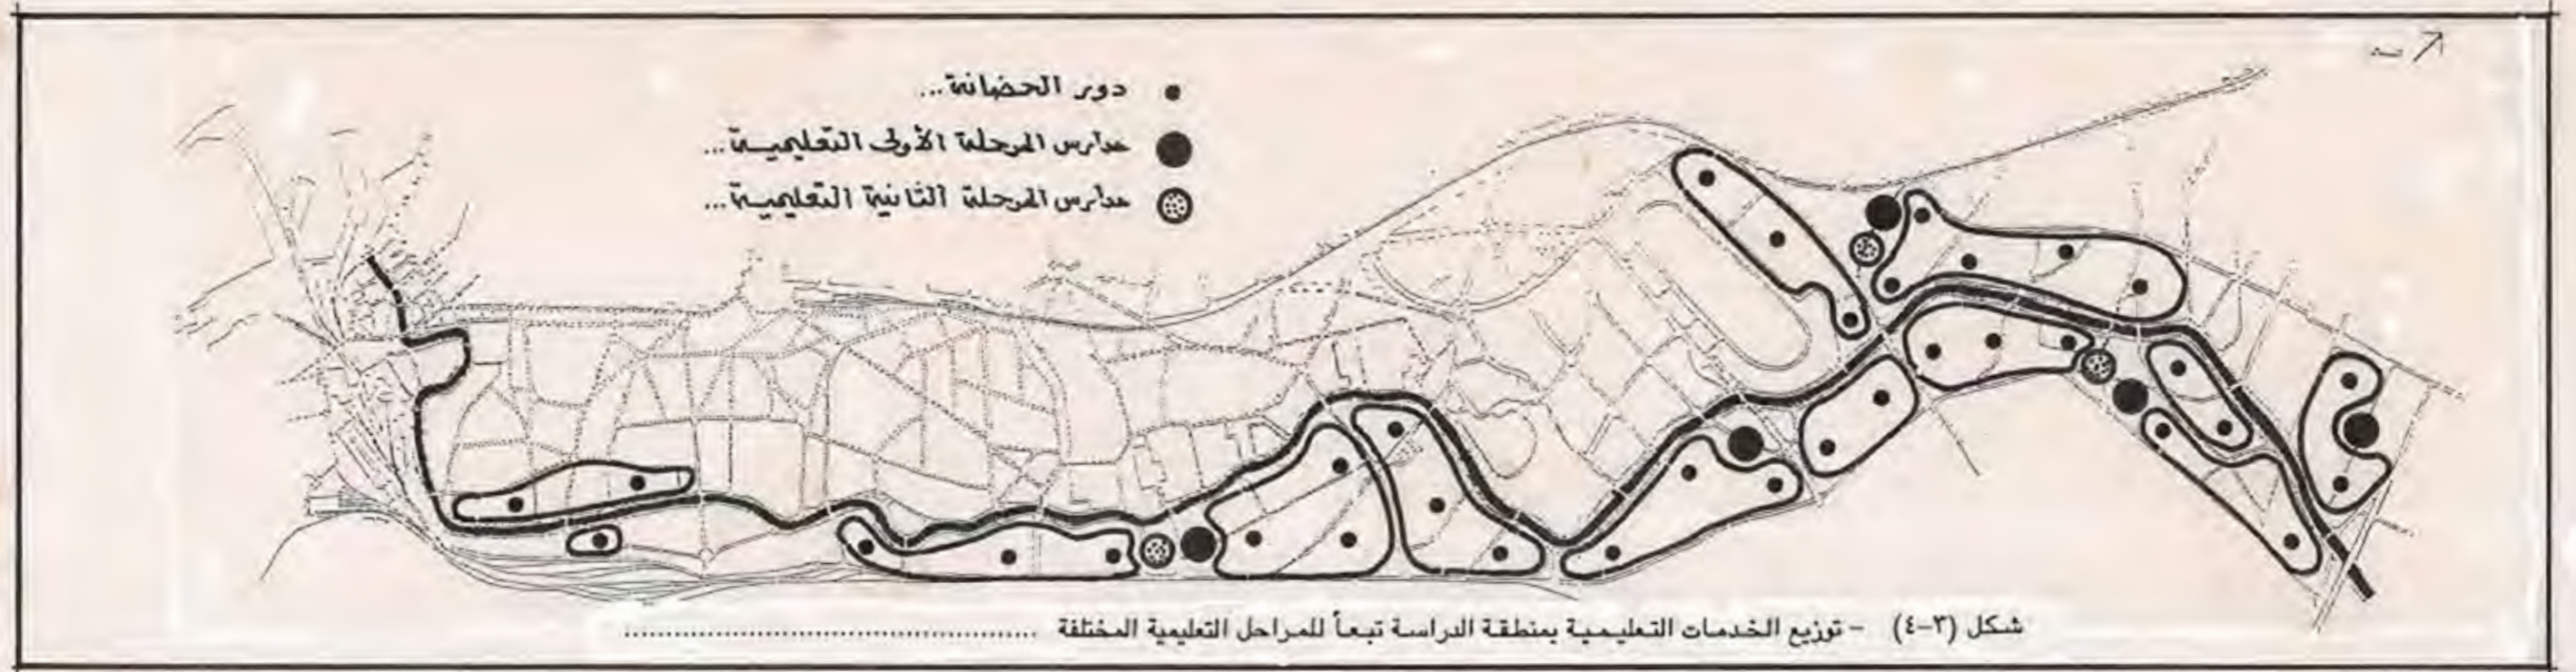 دور الحضانة...
مدارس المرحلة الأولى التعليمية...
مدارس المرحلة الثانية التعليمية...
شكل (٣-٤) - توزيع الخدمات التعليمية بمنطقة الدراسة تبعاً للمراحل التعليمية المختلفة ................................................